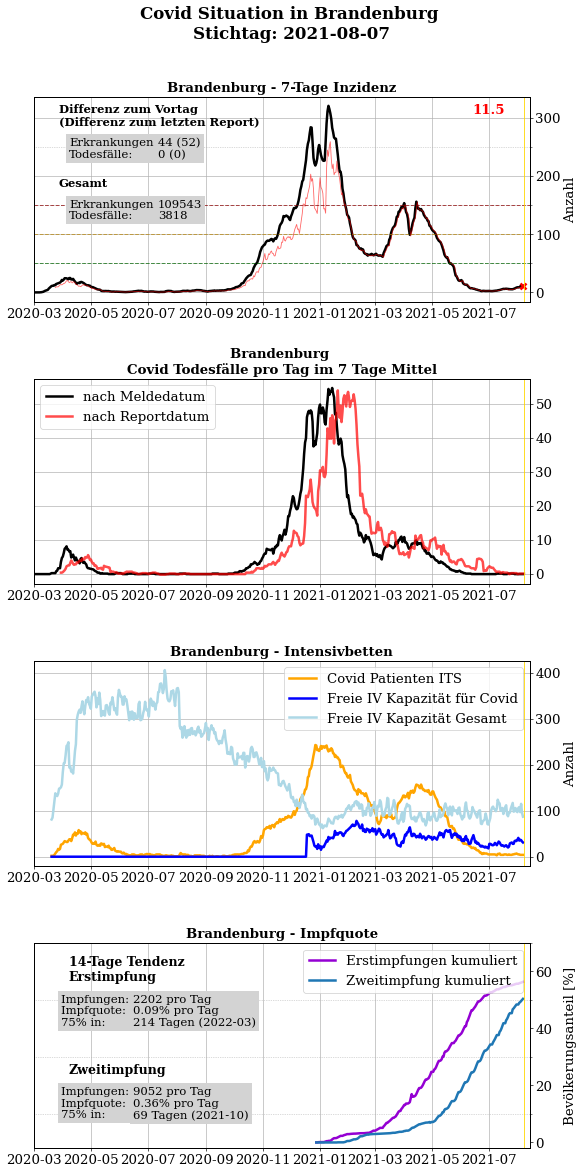 Covid Situation in Brandenburg
Stichtag: 2021-08-07
Brandenburg - 7-Tage Inzidenz
Differenz zum Vortag
(Differenz zum letzten Report)
Erkrankungen 44 (52)
Todesfälle: 0 (0)
Gesamt
Erkrankungen 109543
Todesfälle: 3818
11.5
300
200
100
0
Anzahl
2020-03 2020-05 2020-07 2020-09 2020-11 2021-01 2021-03 2021-05 2021-07
Brandenburg
Covid Todesfälle pro Tag im 7 Tage Mittel
nach Meldedatum
nach Reportdatum
50
40
30
20
10
0
2020-03 2020-05 2020-07 2020-09 2020-11 2021-01 2021-03 2021-05 2021-07
Brandenburg - Intensivbetten
Covid Patienten ITS
Freie IV Kapazität für Covid
Freie IV Kapazität Gesamt
400
300
200
100
0
Anzahl
2020-03 2020-05 2020-07 2020-09 2020-11 2021-01 2021-03 2021-05 2021-07
Brandenburg - Impfquote
14-Tage Tendenz
Erstimpfung
Impfungen: 2202 pro Tag
Impfquote: 0.09% pro Tag
75% in: 214 Tagen (2022-03)
Zweitimpfung
Impfungen: 9052 pro Tag
Impfquote: 0.36% pro Tag
75% in: 69 Tagen (2021-10)
Erstimpfungen kumuliert
Zweitimpfung kumuliert
60
40
20
0
Bevölkerungsanteil [%]
2020-03 2020-05 2020-07 2020-09 2020-11 2021-01 2021-03 2021-05 2021-07